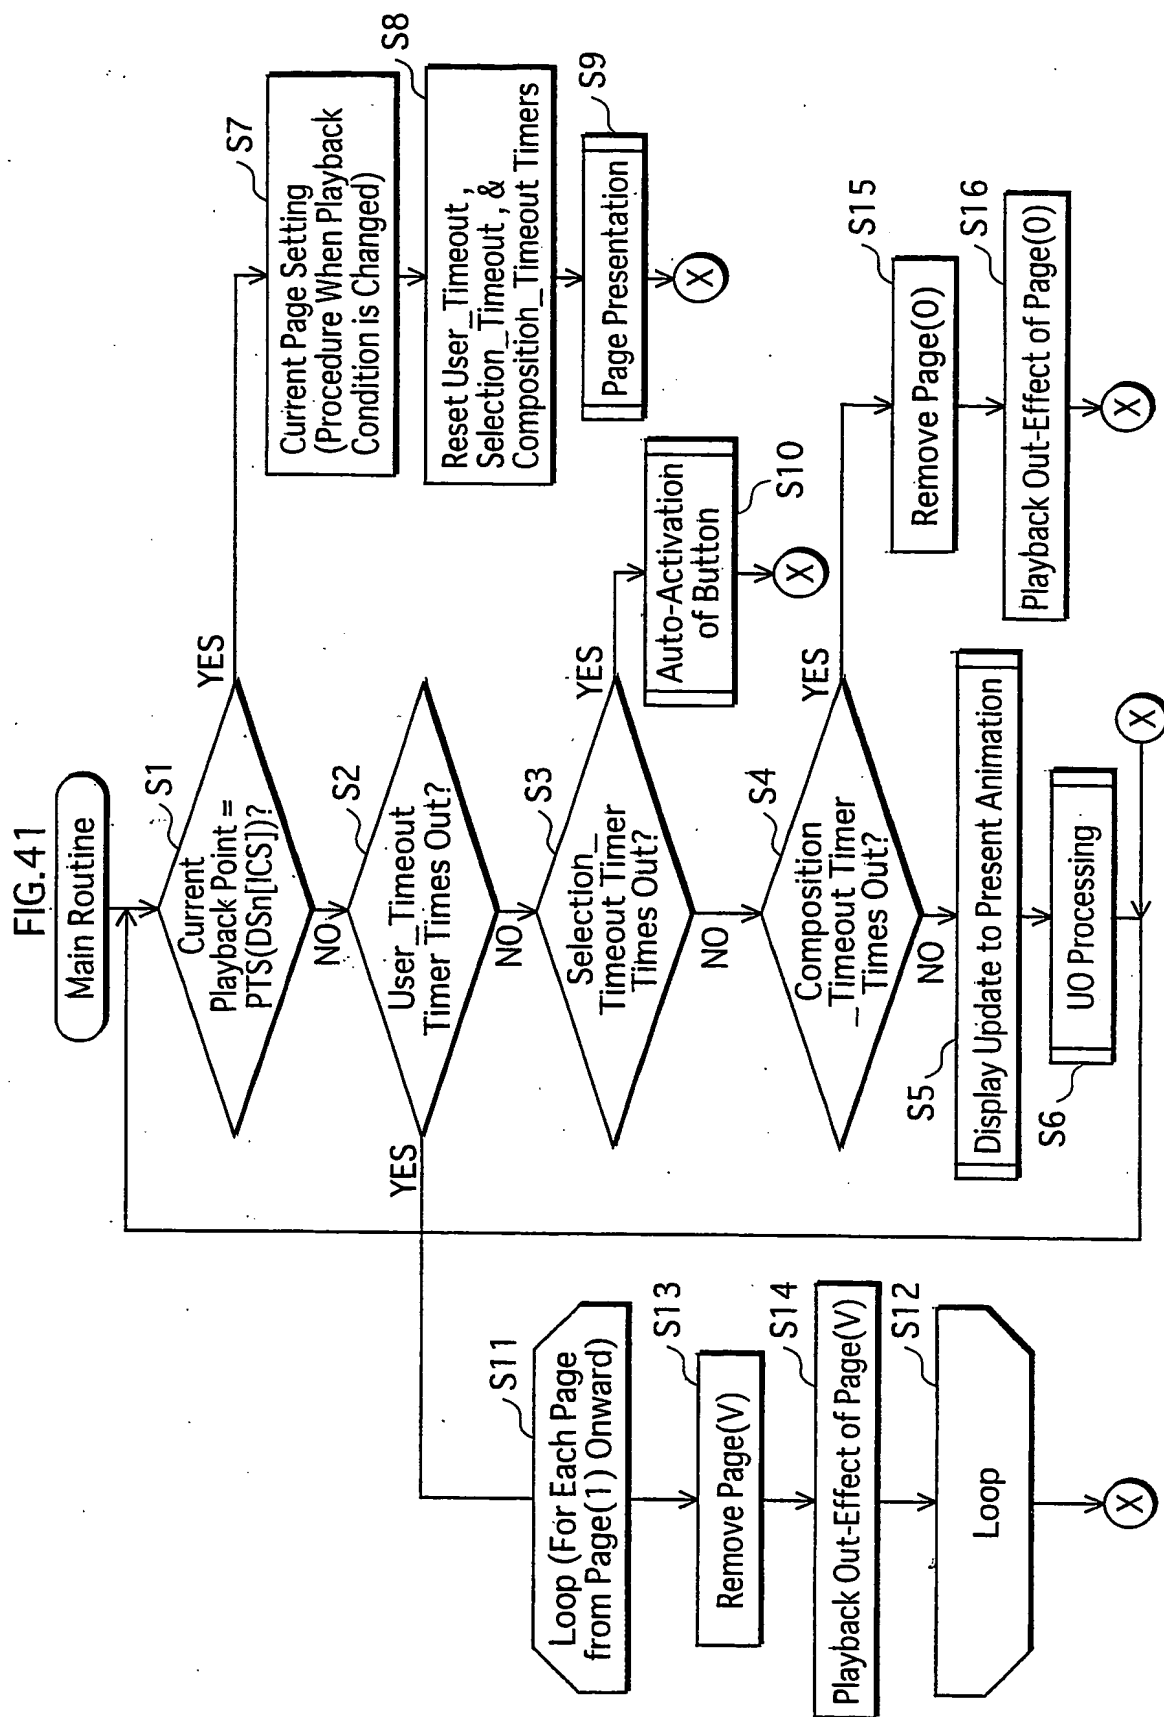 FIG.41
Main Routine
S1
Current
Playback Point =
PTS(DSn[ICS])?
YES
NO
S7
Current Page Setting
(Procedure When Playback
Condition is Changed)
S8
Reset User_Timeout,
Selection_Timeout, &
Composition_Timeout Timers
S9
Page Presentation
X
S2
User_Timeout
Timer Times Out?
YES
NO
S3
Selection_
Timeout Timer
Times Out?
YES
NO
Auto-Activation
of Button
S10
X
S4
Composition
_Timeout Timer
Times Out?
YES
NO
S15
Remove Page(0)
S16
Playback Out-Effect of Page(0)
X
S5
Display Update to Present Animation
S6
UO Processing
X
S11
Loop (For Each Page
from Page(1) Onward)
S13
Remove Page(V)
S14
Playback Out-Effect of Page(V)
S12
Loop
X